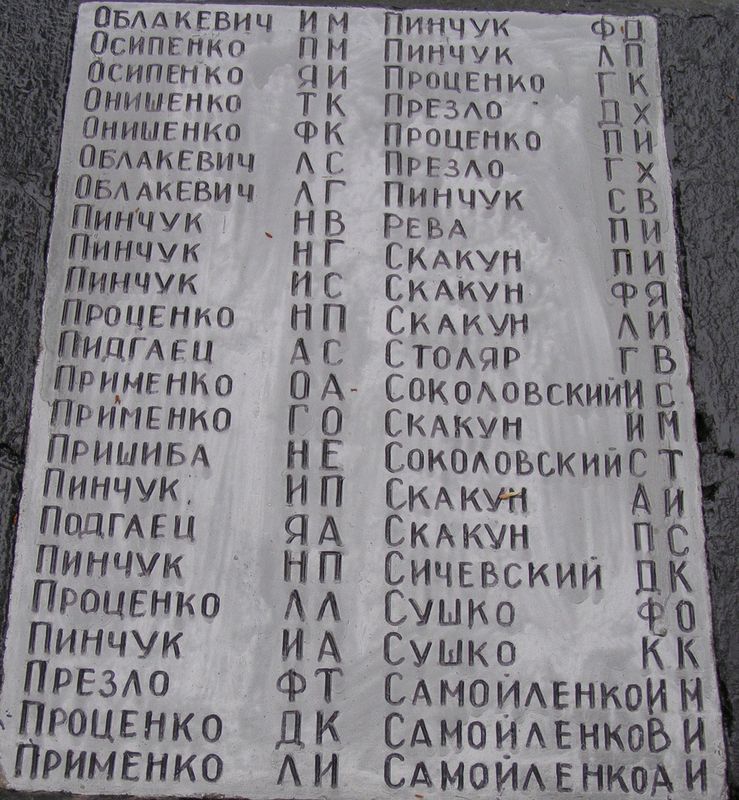 ОБЛАКЕВИЧ И М
ОСИПЕНКО П М
ОСИПЕНКО Я И
ОНИШЕНКО Т К
ОНИШЕНКО Ф К
ОБЛАКЕВИЧ Л С
ОБЛАКЕВИЧ Л Г
ПИНЧУК Н В
ПИНЧУК Н Г
ПИНЧУК И С
ПРОЦЕНКО Н П
ПИДГАЕЦ А С
ПРИМЕНКО О А
ПРИМЕНКО Г О
ПРИШИБА Н Е
ПИНЧУК И П
ПОДГАЕЦ Я А
ПИНЧУК Н П
ПРОЦЕНКО Л Л
ПИНЧУК И А
ПРЕЗЛО Ф Т
ПРОЦЕНКО Д К
ПРИМЕНКО Л И
ПИНЧУК Ф П
ПИНЧУК Л П
ПРОЦЕНКО Г К
ПРЕЗЛО Д Х
ПРОЦЕНКО П И
ПРЕЗЛО Г Х
ПИНЧУК С В
РЕВА П И
СКАКУН П И
СКАКУН Ф Я
СКАКУН Л И
СТОЛЯР Г В
СОКОЛОВСКИЙ И С
СКАКУН И М
СОКОЛОВСКИЙ С Т
СКАКУН А И
СКАКУН П С
СИЧЕВСКИЙ Д К
СУШКО Ф О
СУШКО К К
САМОЙЛЕНКО И М
САМОЙЛЕНКО В И
САМОЙЛЕНКО А И